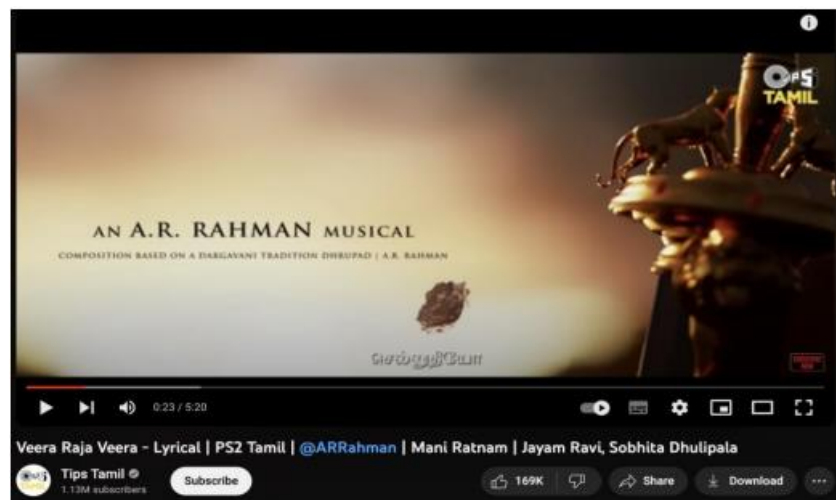 TIPS
TAMIL
AN A.R. RAHMAN MUSICAL
COMPOSITION BASED ON A DARGAVANI TRADITION DHRUPAD | A.R. RAHMAN
0:23 / 5:20
Veera Raja Veera - Lyrical | PS2 Tamil | @ARRahman | Mani Ratnam | Jayam Ravi, Sobhita Dhulipala
Tips Tamil
1.13M subscribers
Subscribe
169K
Share
Download